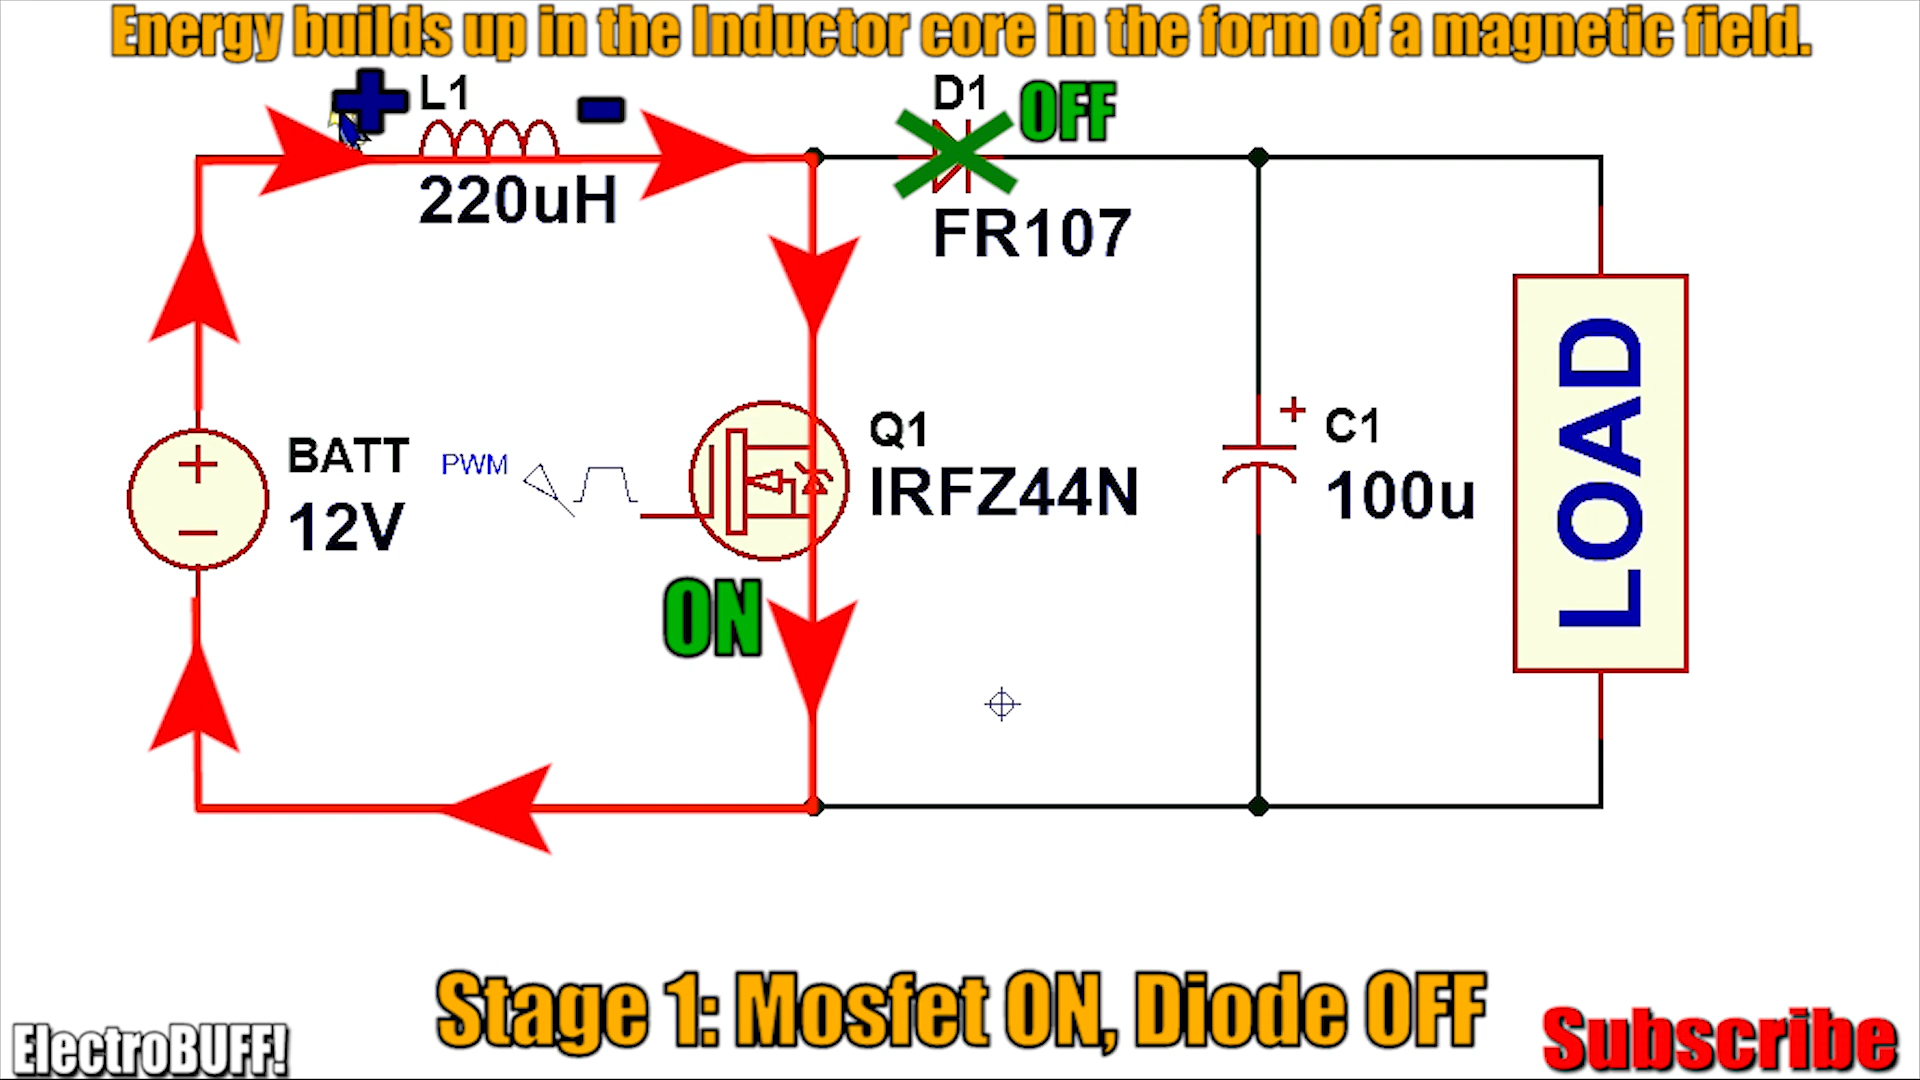 Energy builds up in the Inductor core in the form of a magnetic field.
+ L1 -
D1 OFF
220uH
FR107
BATT
12V
PWM
Q1
IRFZ44N
+ C1
100u
LOAD
ON
Stage 1: Mosfet ON, Diode OFF
ElectroBUFF!
Subscribe